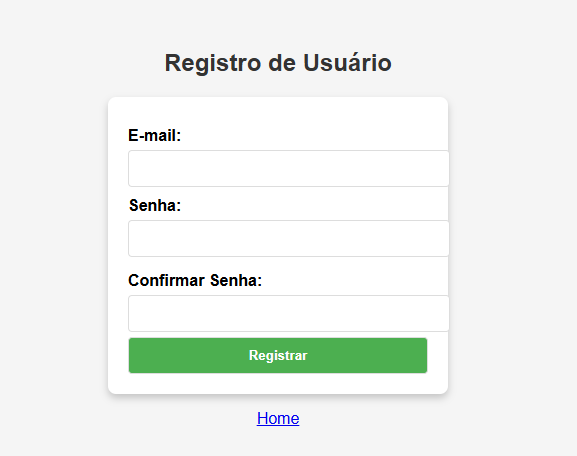 Registro de Usuário
E-mail:
Senha:
Confirmar Senha:
Registrar
Home